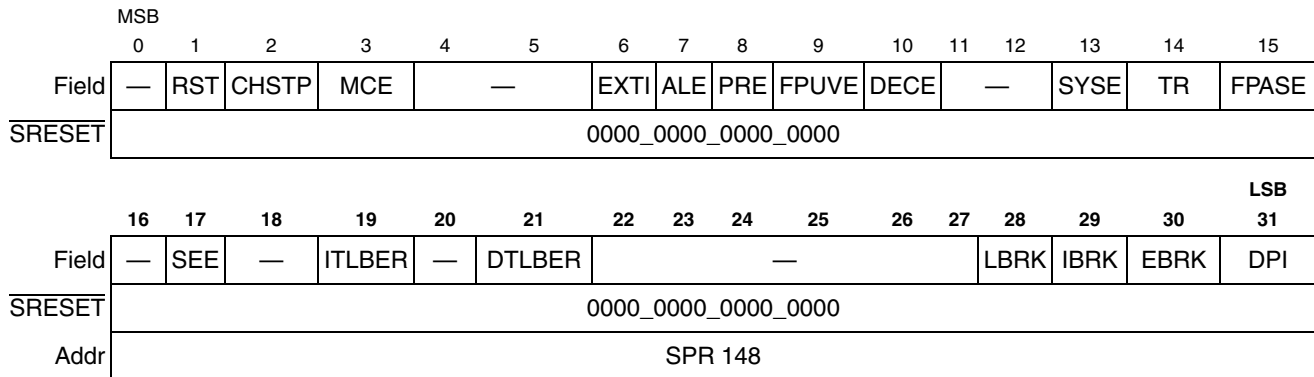 MSB
0 1 2 3 4 5 6 7 8 9 10 11 12 13 14 15
Field — RST CHSTP MCE — EXTI ALE PRE FPUVE DECE — SYSE TR FPASE
SRESET 0000_0000_0000_0000
LSB
16 17 18 19 20 21 22 23 24 25 26 27 28 29 30 31
Field — SEE — ITLBER — DTLBER — LBRK IBRK EBRK DPI
SRESET 0000_0000_0000_0000
Addr SPR 148